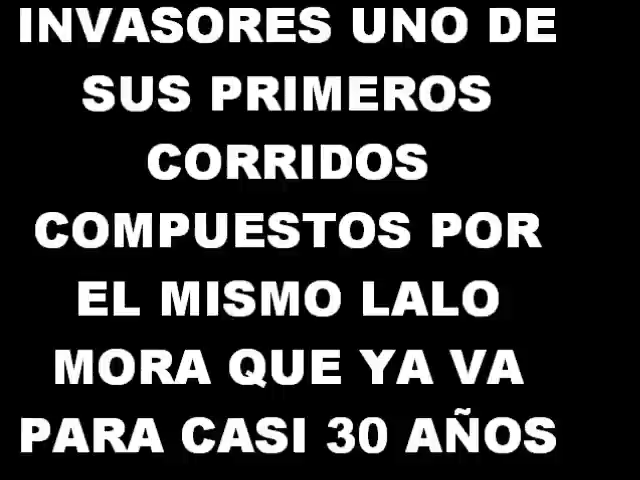 INVASORES UNO DE
SUS PRIMEROS
CORRIDOS
COMPUESTOS POR
EL MISMO LALO
MORA QUE YA VA
PARA CASI 30 AÑOS